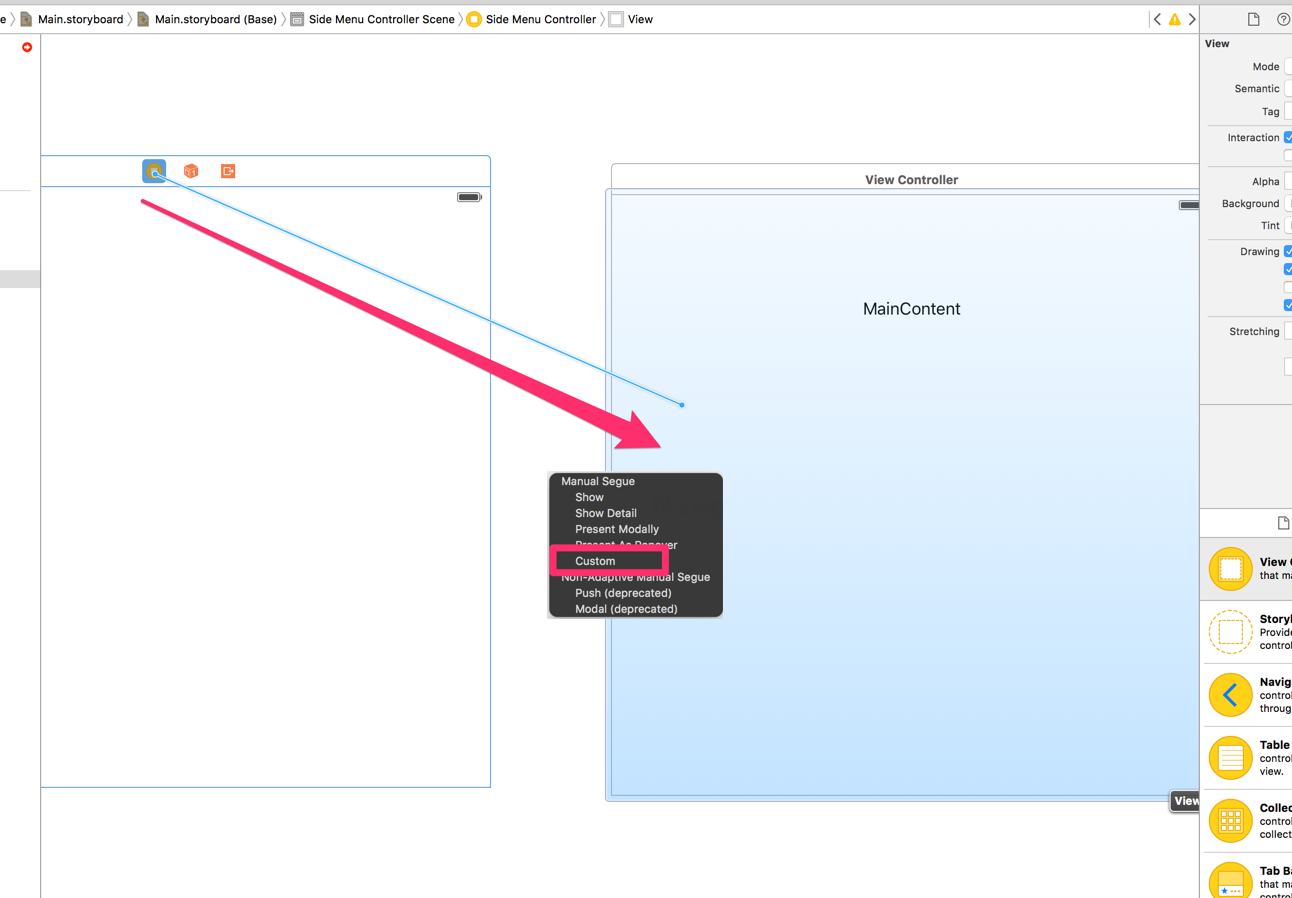 e Main.storyboard Main.storyboard (Base) Side Menu Controller Scene Side Menu Controller View
View
Mode
Semantic
Tag
Interaction
Alpha
Background
Tint
Drawing
Stretching
View Controller
MainContent
Manual Segue
Show
Show Detail
Present Modally
Present As Popover
Custom
Non-Adaptive Manual Segue
Push (deprecated)
Modal (deprecated)
View
View
that ma
Storyb
Provide
control
Navig
control
throug
Table
control
view.
Collec
control
collect
Tab Ba
that ma
control